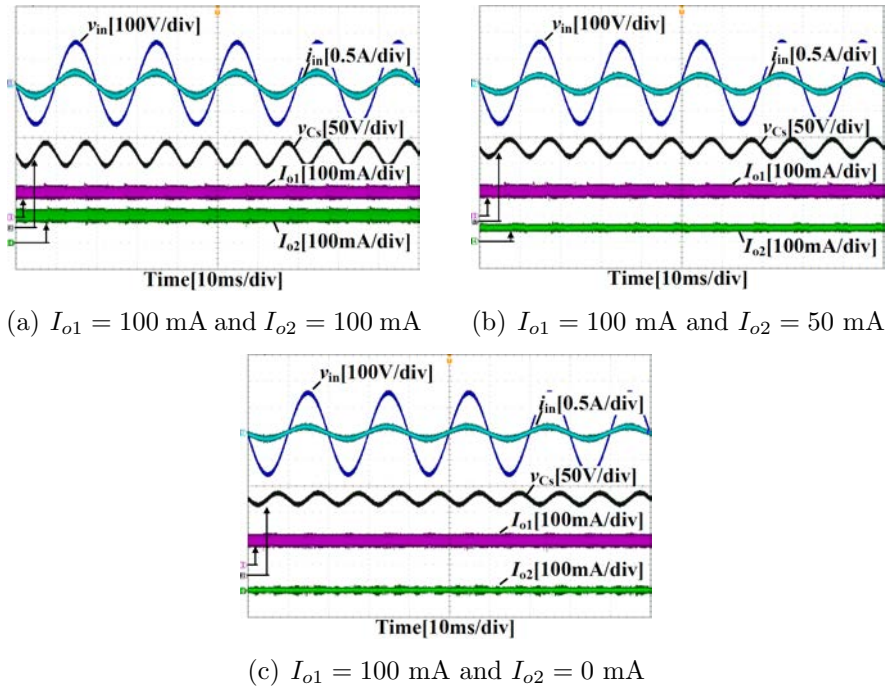 vin[100V/div]
iin[0.5A/div]
vCs[50V/div]
Io1[100mA/div]
Io2[100mA/div]
Time[10ms/div]
(a) Io1 = 100 mA and Io2 = 100 mA
vin[100V/div]
iin[0.5A/div]
vCs[50V/div]
Io1[100mA/div]
Io2[100mA/div]
Time[10ms/div]
(b) Io1 = 100 mA and Io2 = 50 mA
vin[100V/div]
iin[0.5A/div]
vCs[50V/div]
Io1[100mA/div]
Io2[100mA/div]
Time[10ms/div]
(c) Io1 = 100 mA and Io2 = 0 mA